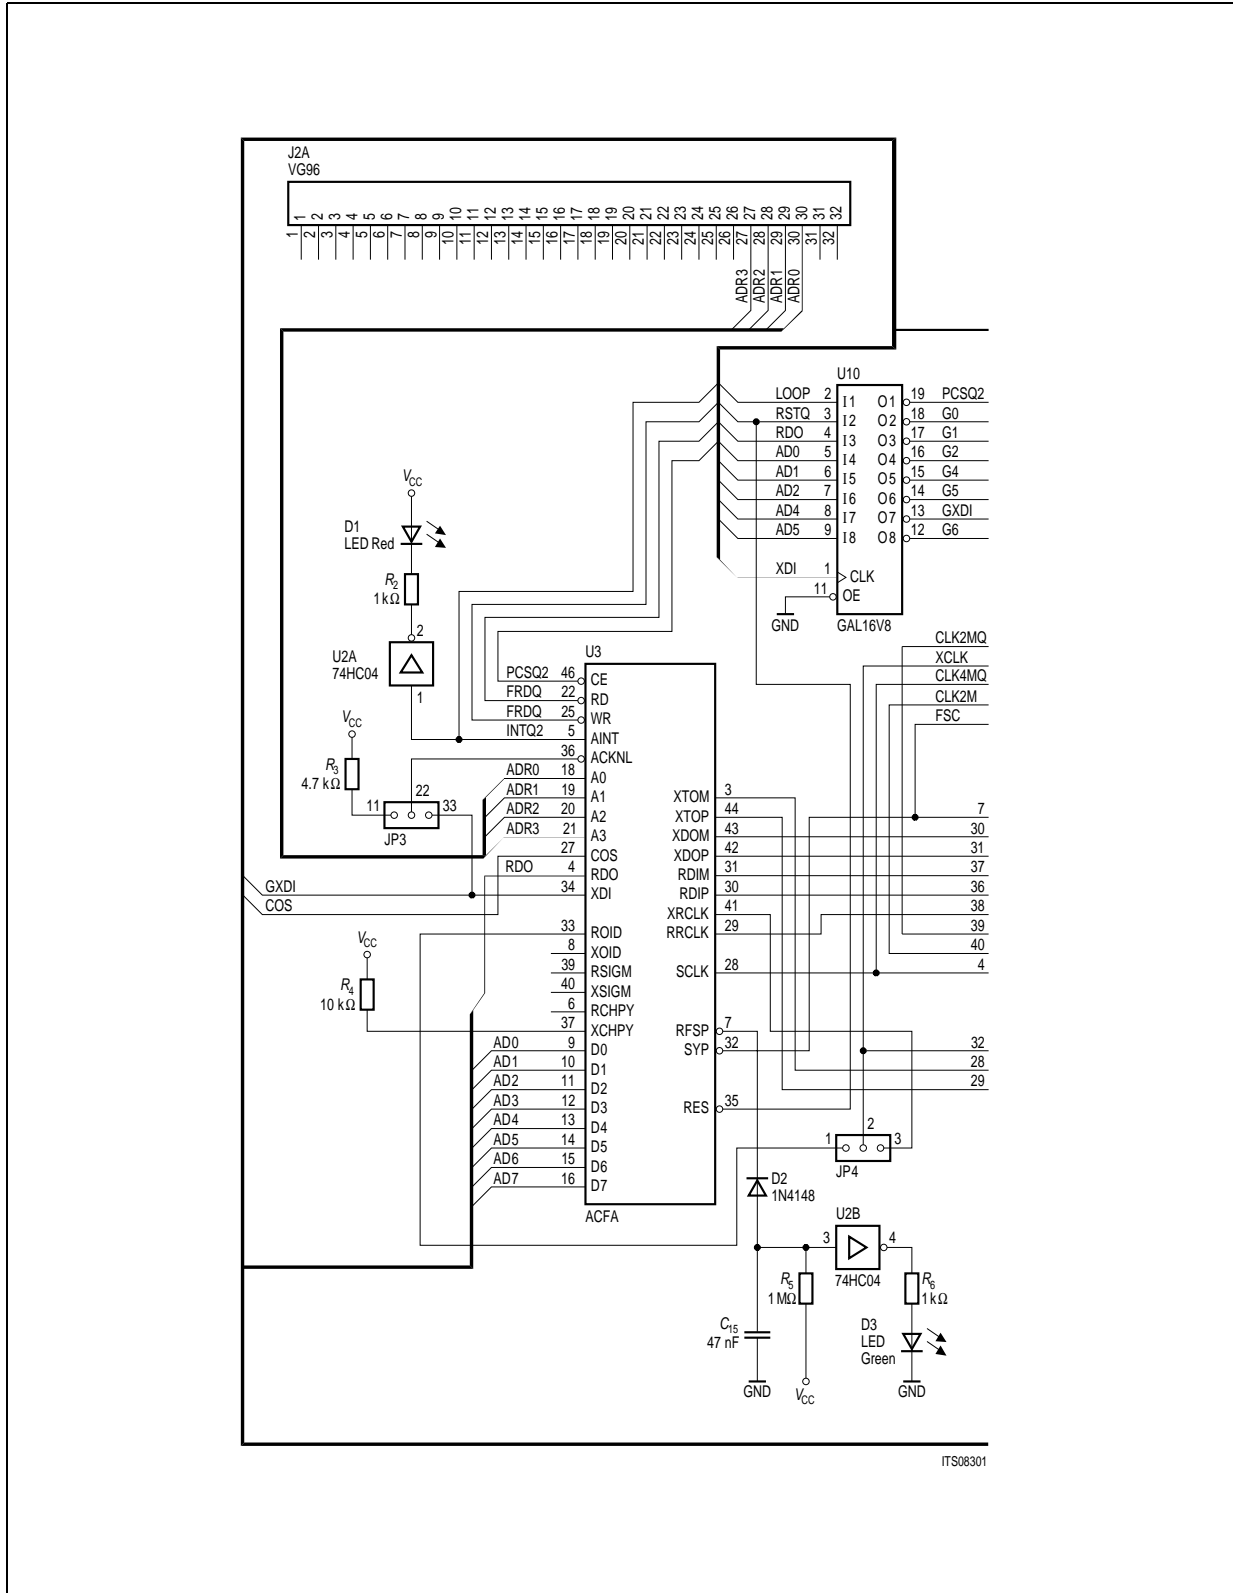 J2A
VG96
1 2 3 4 5 6 7 8 9 10 11 12 13 14 15 16 17 18 19 20 21 22 23 24 25 26 27 28 29 30 31 32
1 2 3 4 5 6 7 8 9 10 11 12 13 14 15 16 17 18 19 20 21 22 23 24 25 26 27 28 29 30 31 32
ADR3 ADR2 ADR1 ADR0
U10
LOOP 2 I1 O1 19 PCSQ2
RSTQ 3 I2 O2 18 G0
RDO 4 I3 O3 17 G1
AD0 5 I4 O4 16 G2
AD1 6 I5 O5 15 G4
AD2 7 I6 O6 14 G5
AD4 8 I7 O7 13 GXDI
AD5 9 I8 O8 12 G6
XDI 1 CLK
11 OE
GND
GAL16V8
VCC
D1
LED Red
R2
1 kΩ
2
U2A
74HC04
1
VCC
R3
4.7 kΩ
11 22 33
JP3
CLK2MQ
XCLK
CLK4MQ
CLK2M
FSC
U3
PCSQ2 46 CE
FRDQ 22 RD
FRDQ 25 WR
INTQ2 5 AINT
36 ACKNL
ADR0 18 A0
ADR1 19 A1 XTOM 3
ADR2 20 A2 XTOP 44 7
ADR3 21 A3 XDOM 43 30
27 COS XDOP 42 31
RDO 4 RDO RDIM 31 37
GXDI 34 XDI RDIP 30 36
COS XRCLK 41 38
33 ROID RRCLK 29 39
8 XOID 40
39 RSIGM SCLK 28 4
40 XSIGM
6 RCHPY
37 XCHPY RFSP 7
VCC
R4
10 kΩ
AD0 9 D0 SYP 32 32
AD1 10 D1 28
AD2 11 D2 29
AD3 12 D3 RES 35
AD4 13 D4
AD5 14 D5
AD6 15 D6
AD7 16 D7
ACFA
1 2 3
JP4
D2
1N4148
U2B
3 4
74HC04
R5
1 MΩ
R6
1 kΩ
C15
47 nF
D3
LED
Green
GND
VCC
GND
ITS08301